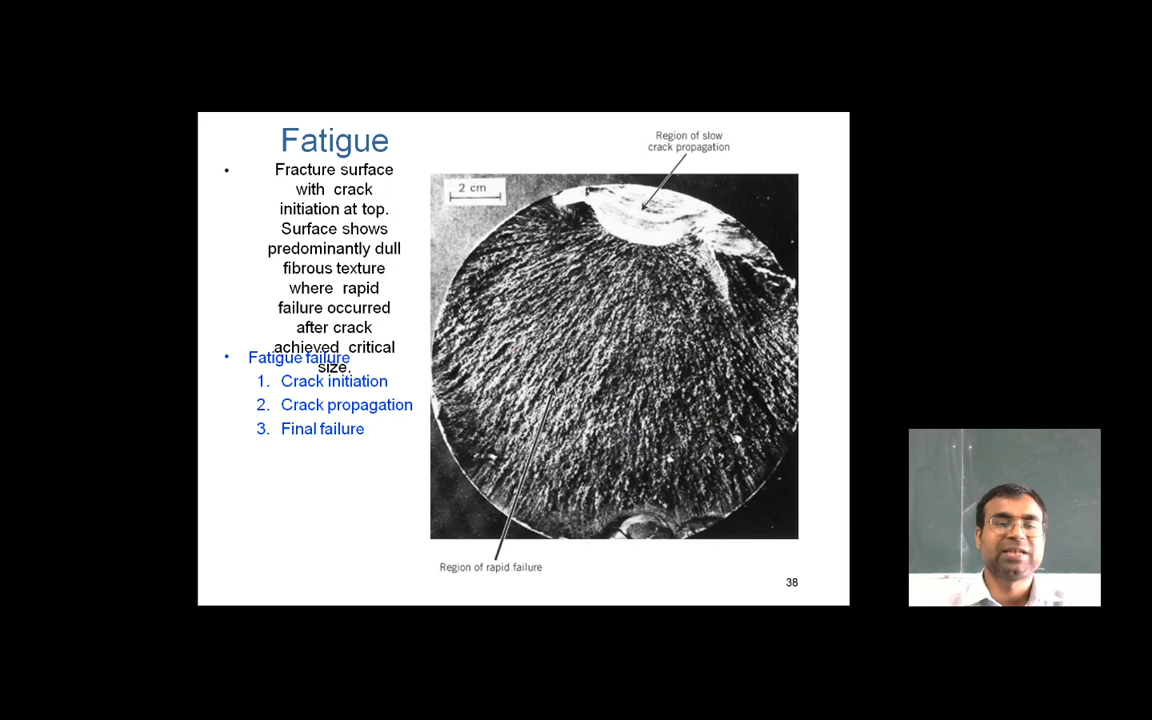 Fatigue
• Fracture surface
with crack
initiation at top.
Surface shows
predominantly dull
fibrous texture
where rapid
failure occurred
after crack
achieved critical
size.
• Fatigue failure
1. Crack initiation
2. Crack propagation
3. Final failure
Region of slow
crack propagation
2 cm
Region of rapid failure
38